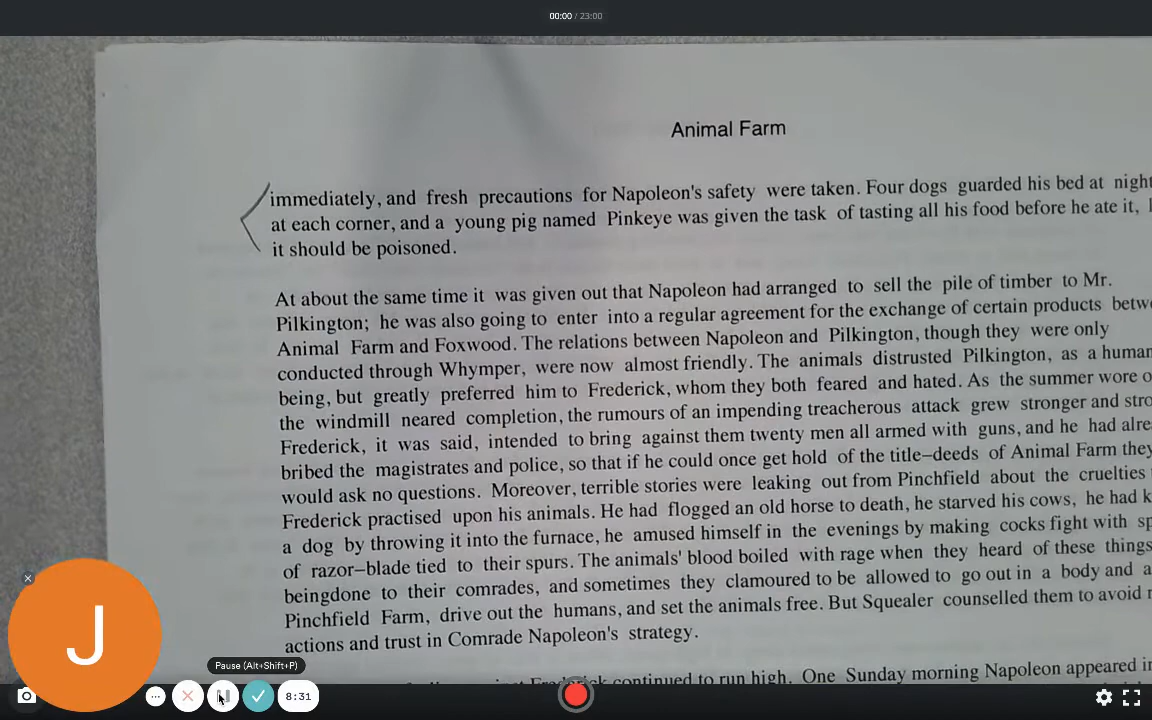 00:00 / 23:00
Animal Farm
immediately, and fresh precautions for Napoleon's safety were taken. Four dogs guarded his bed at night
at each corner, and a young pig named Pinkeye was given the task of tasting all his food before he ate it,
it should be poisoned.
At about the same time it was given out that Napoleon had arranged to sell the pile of timber to Mr.
Pilkington; he was also going to enter into a regular agreement for the exchange of certain products betw
Animal Farm and Foxwood. The relations between Napoleon and Pilkington, though they were only
conducted through Whymper, were now almost friendly. The animals distrusted Pilkington, as a human
being, but greatly preferred him to Frederick, whom they both feared and hated. As the summer wore o
the windmill neared completion, the rumours of an impending treacherous attack grew stronger and stro
Frederick, it was said, intended to bring against them twenty men all armed with guns, and he had alre
bribed the magistrates and police, so that if he could once get hold of the title-deeds of Animal Farm they
would ask no questions. Moreover, terrible stories were leaking out from Pinchfield about the cruelties
Frederick practised upon his animals. He had flogged an old horse to death, he starved his cows, he had k
a dog by throwing it into the furnace, he amused himself in the evenings by making cocks fight with sp
of razor-blade tied to their spurs. The animals' blood boiled with rage when they heard of these things
beingdone to their comrades, and sometimes they clamoured to be allowed to go out in a body and a
Pinchfield Farm, drive out the humans, and set the animals free. But Squealer counselled them to avoid r
actions and trust in Comrade Napoleon's strategy.
continued to run high. One Sunday morning Napoleon appeared in
J
Pause (Alt+Shift+P)
8:31